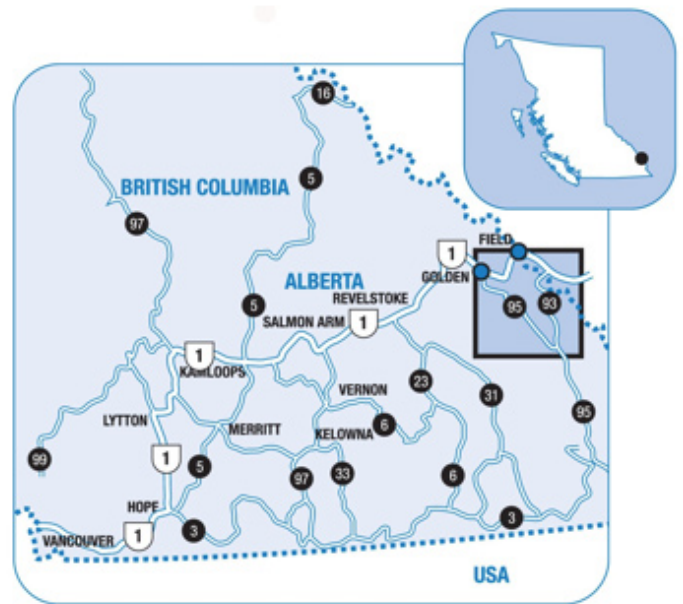 16
5
BRITISH COLUMBIA
97
FIELD
1
GOLDEN
ALBERTA
REVELSTOKE
5
95
93
SALMON ARM
1
1
KAMLOOPS
23
VERNON
31
95
LYTTON
MERRITT
6
KELOWNA
99
1
5
97
33
6
HOPE
3
3
VANCOUVER
1
USA